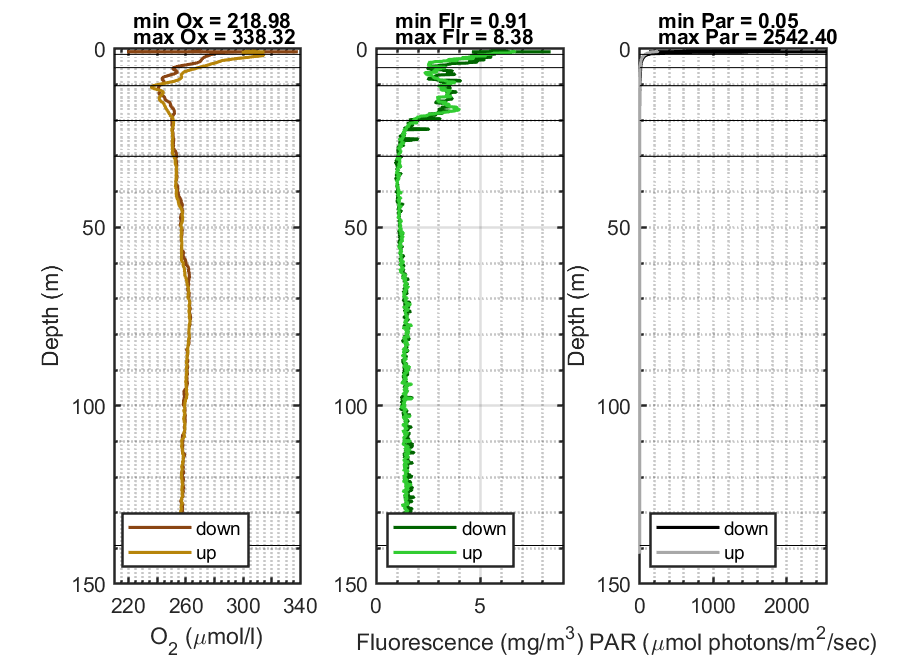 min Ox = 218.98
max Ox = 338.32
min Flr = 0.91
max Flr = 8.38
min Par = 0.05
max Par = 2542.40
0
50
100
150
Depth (m)
down
up
220 260 300 340
O₂ (μmol/l)
0
50
100
150
down
up
0 5
Fluorescence (mg/m³)
0
50
100
150
Depth (m)
down
up
0 1000 2000
PAR (μmol photons/m²/sec)